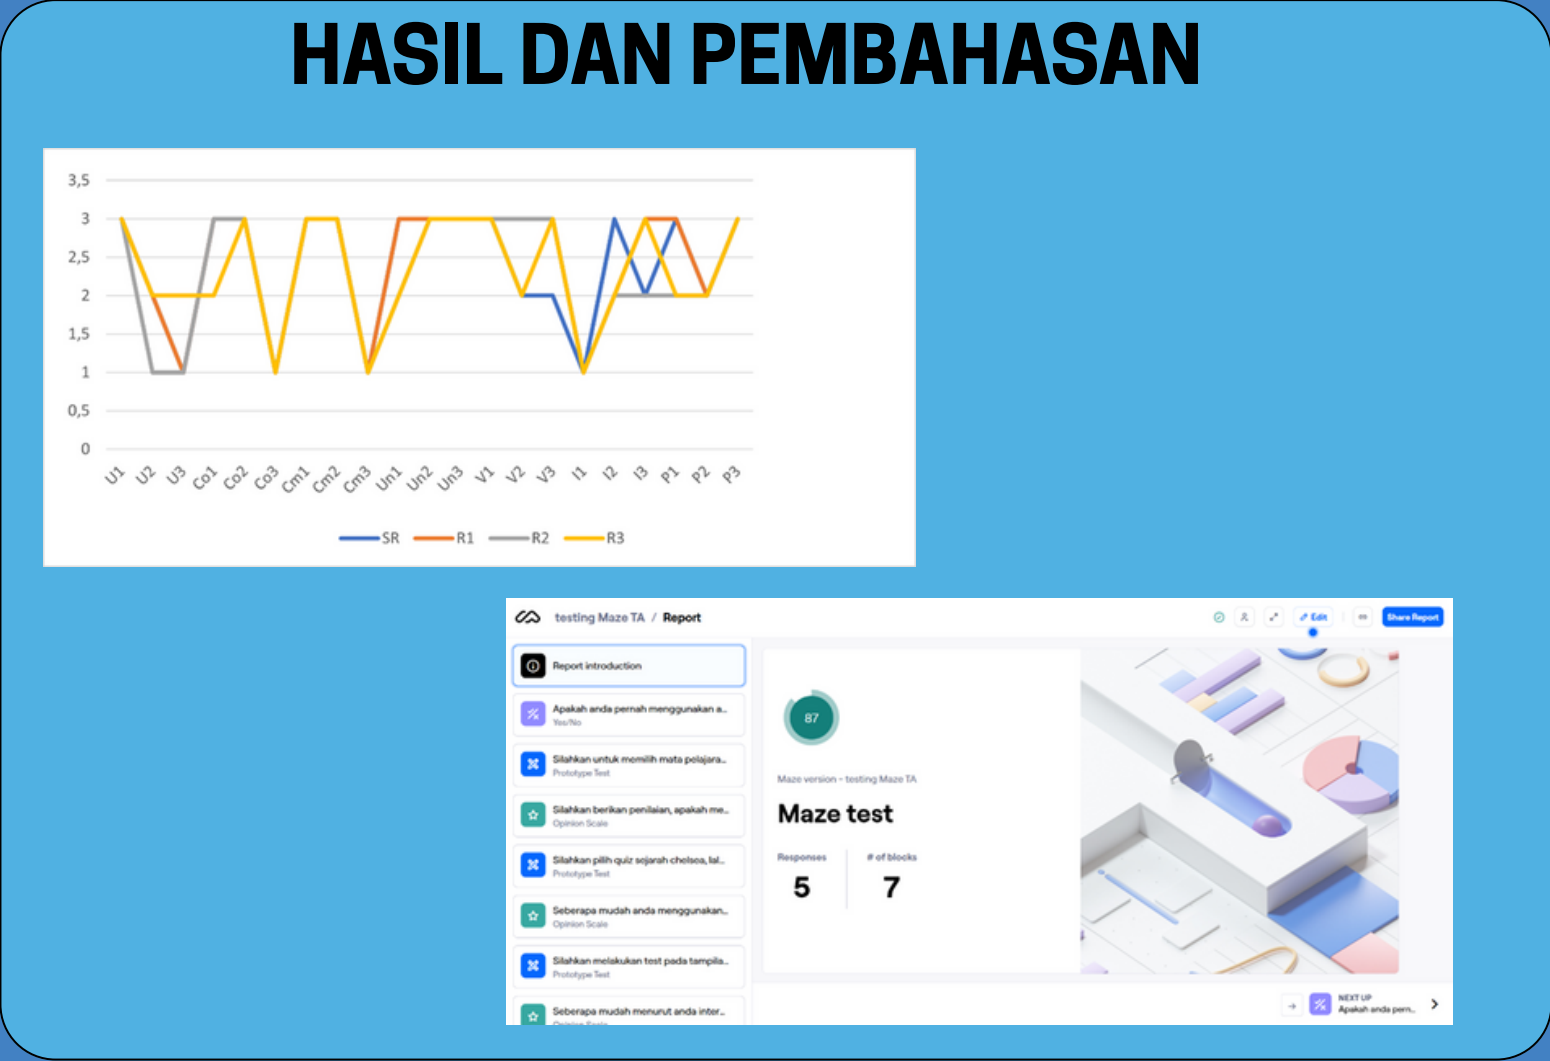 HASIL DAN PEMBAHASAN
3,5
3
2,5
2
1,5
1
0,5
0
U1 U2 U3 Co1 Co2 Co3 Cm1 Cm2 Cm3 Un1 Un2 Un3 V1 V2 V3 I1 I2 I3 P1 P2 P3
SR R1 R2 R3
testing Maze TA / Report
Edit
Share Report
Report introduction
Apakah anda pernah menggunakan a...
Yes/No
Silahkan untuk memilih mata pelajara...
Prototype Test
Silahkan berikan penilaian, apakah me...
Opinion Scale
Silahkan pilih quiz sejarah chelsea, lal...
Prototype Test
Seberapa mudah anda menggunakan...
Opinion Scale
Silahkan melakukan test pada tampila...
Prototype Test
Seberapa mudah menurut anda inter...
Opinion Scale
87
Maze version - testing Maze TA
Maze test
Responses # of blocks
5 7
NEXT UP
Apakah anda pern...